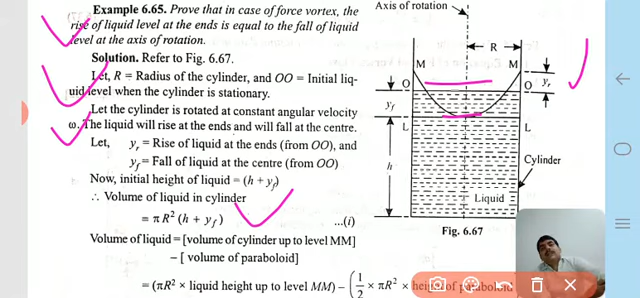 Example 6.65. Prove that in case of force vortex, the
rise of liquid level at the ends is equal to the fall of liquid
level at the axis of rotation.
Solution. Refer to Fig. 6.67.
Let, R = Radius of the cylinder, and OO = Initial liq-
uid level when the cylinder is stationary.
Let the cylinder is rotated at constant angular velocity
ω. The liquid will rise at the ends and will fall at the centre.
Let, yr = Rise of liquid at the ends (from OO), and
yf = Fall of liquid at the centre (from OO)
Now, initial height of liquid = (h + yf)
∴ Volume of liquid in cylinder
= π R² (h + yf) ...(i)
Volume of liquid = [volume of cylinder up to level MM]
– [ volume of paraboloid]
= (πR² × liquid height up to level MM) – (1/2 × πR² × height of paraboloid
Axis of rotation
R
M M
O O yr
yf
L L
h
Cylinder
Liquid
Fig. 6.67